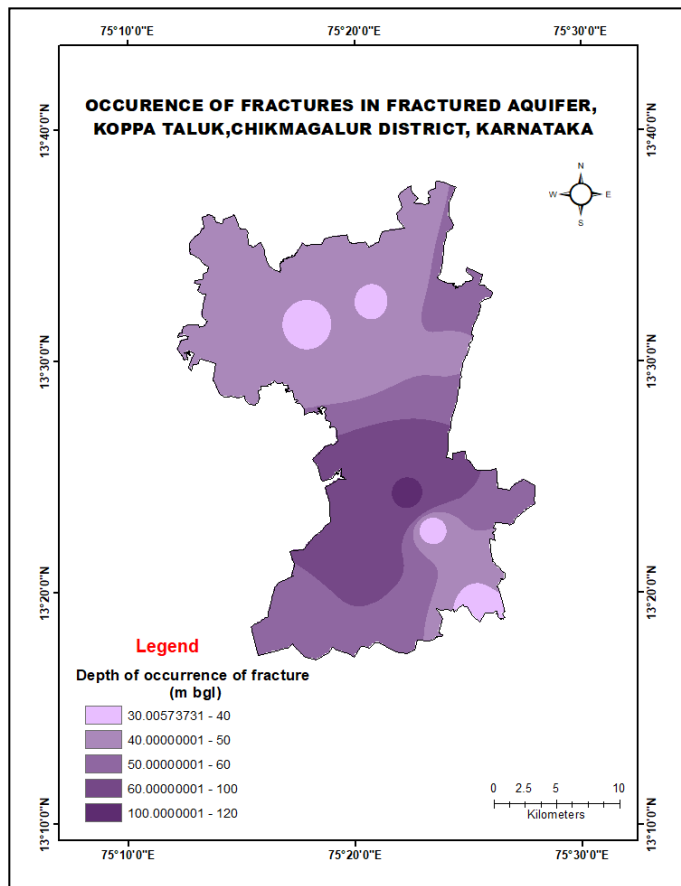 75°10'0"E 75°20'0"E 75°30'0"E
OCCURENCE OF FRACTURES IN FRACTURED AQUIFER,
KOPPA TALUK,CHIKMAGALUR DISTRICT, KARNATAKA
13°40'0"N 13°40'0"N
N
W E
S
13°30'0"N 13°30'0"N
13°20'0"N 13°20'0"N
Legend
Depth of occurrence of fracture
(m bgl)
30.00573731 - 40
40.00000001 - 50
50.00000001 - 60
60.00000001 - 100
100.0000001 - 120
0 2.5 5 10
Kilometers
13°10'0"N 13°10'0"N
75°10'0"E 75°20'0"E 75°30'0"E